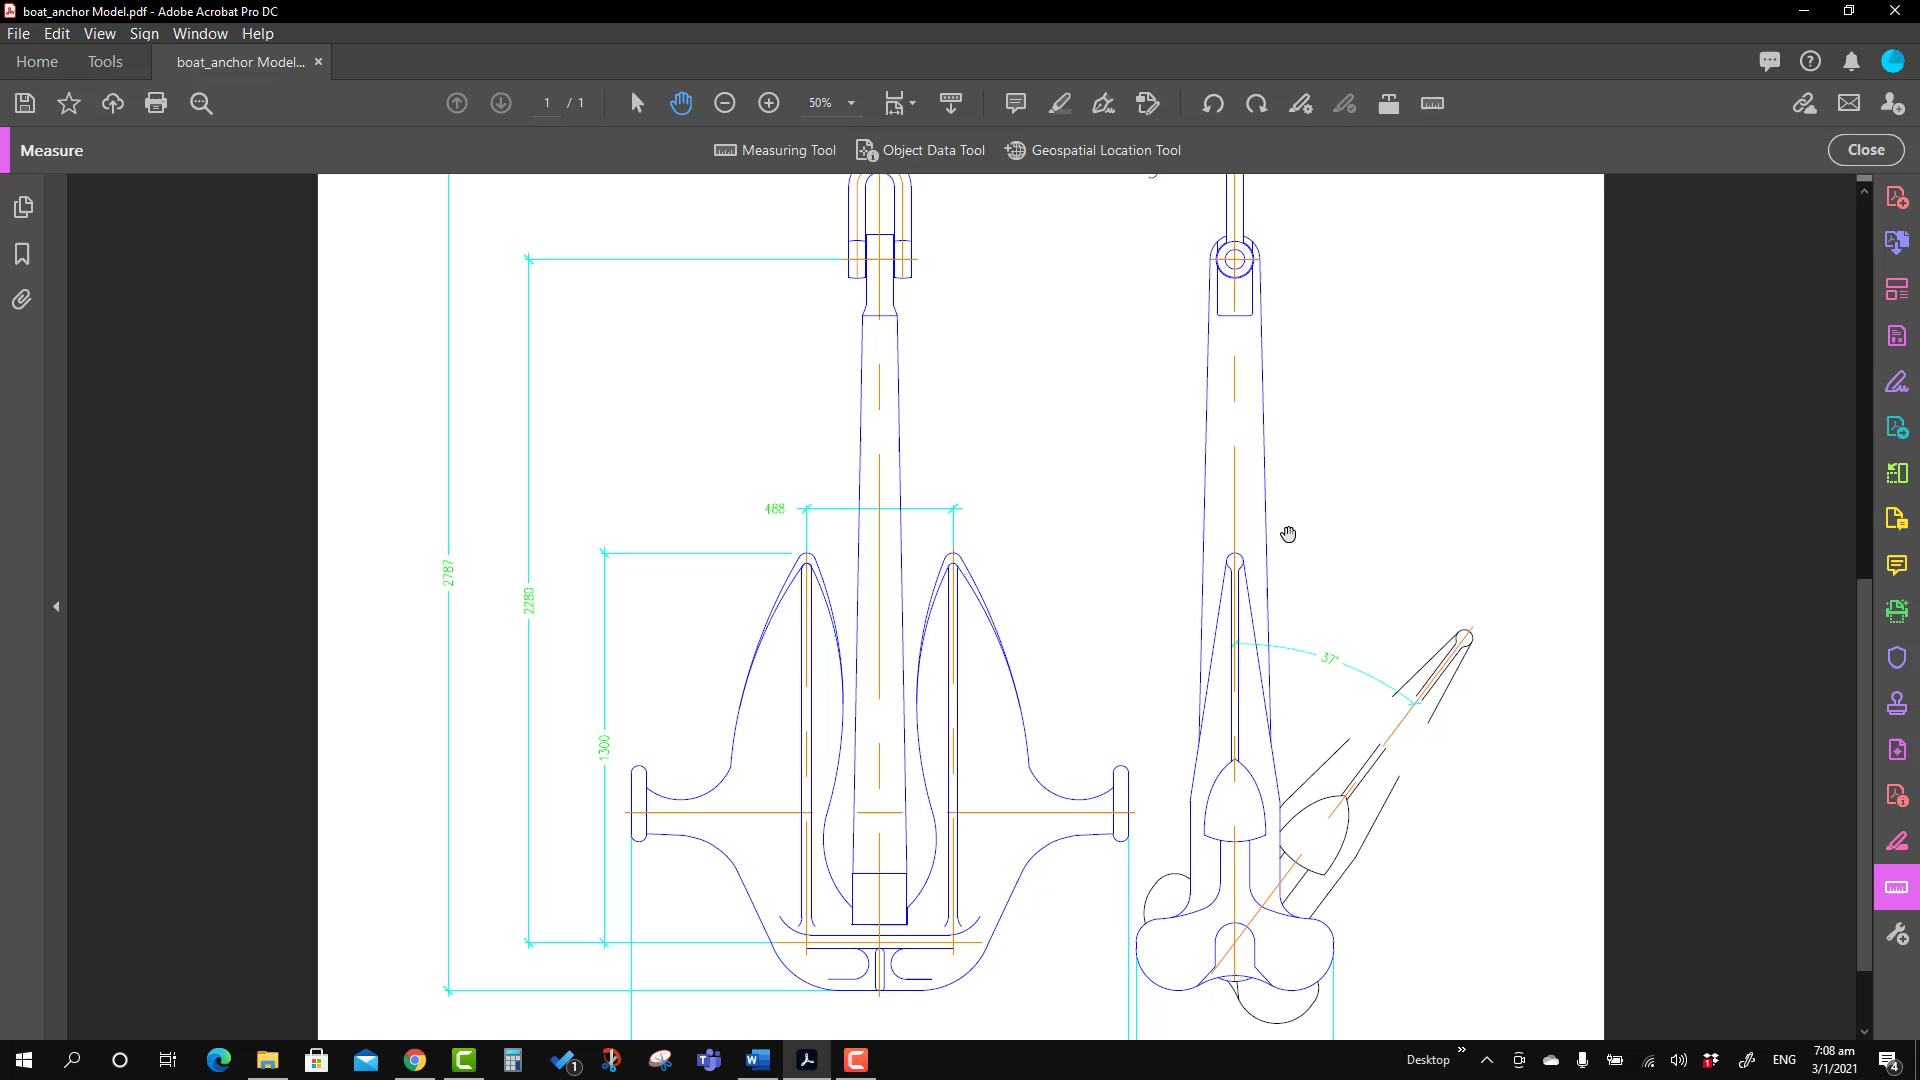 boat_anchor Model.pdf - Adobe Acrobat Pro DC
File Edit View Sign Window Help
Home Tools boat_anchor Model... ×
1 / 1 50%
Measure Measuring Tool Object Data Tool Geospatial Location Tool Close
488
2787
2280
37°
1300
1
Desktop ENG 7:08 am
3/1/2021
4